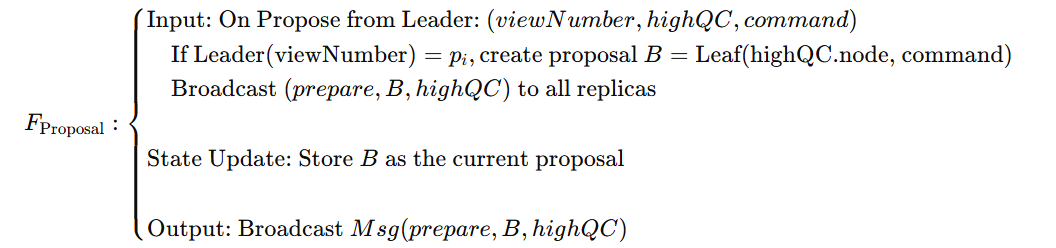 Input: On Propose from Leader: (viewNumber, highQC, command)
If Leader(viewNumber) = pᵢ, create proposal B = Leaf(highQC.node, command)
Broadcast (prepare, B, highQC) to all replicas
F_Proposal :
State Update: Store B as the current proposal
Output: Broadcast Msg(prepare, B, highQC)